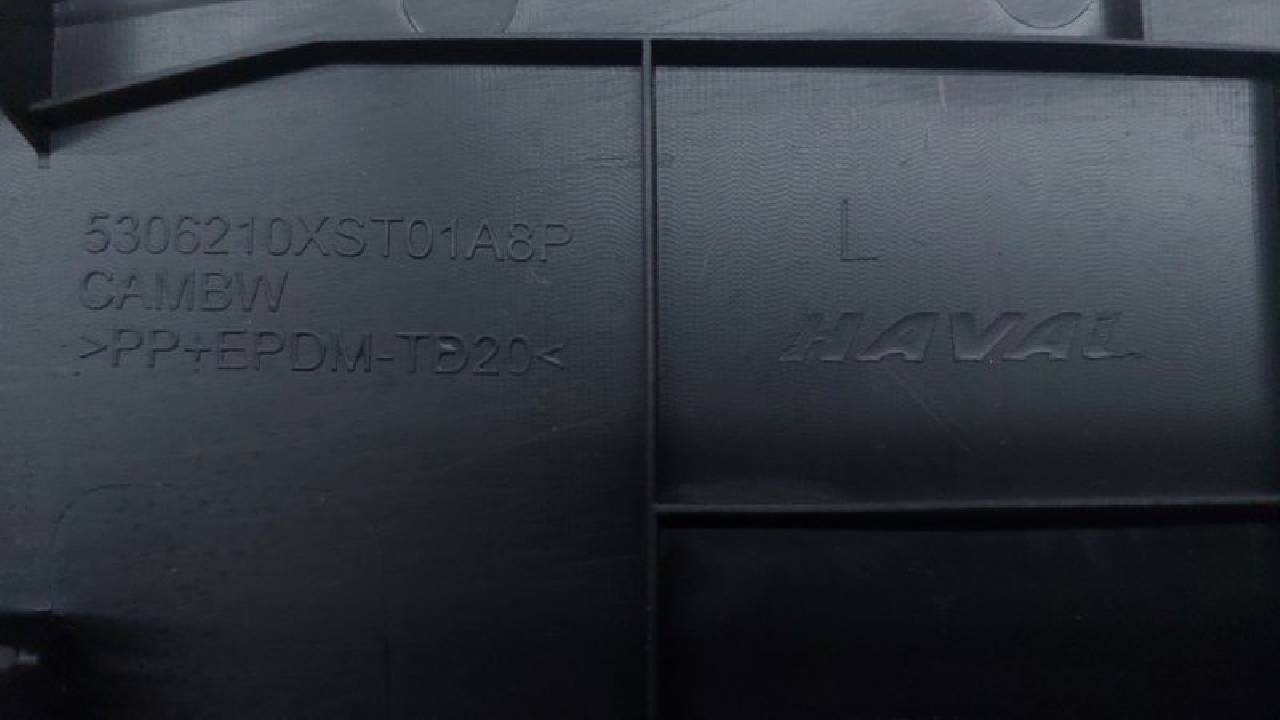 5306210XST01A8P
CAMBW
>PP+EPDM-TD20<
L
HAVAL